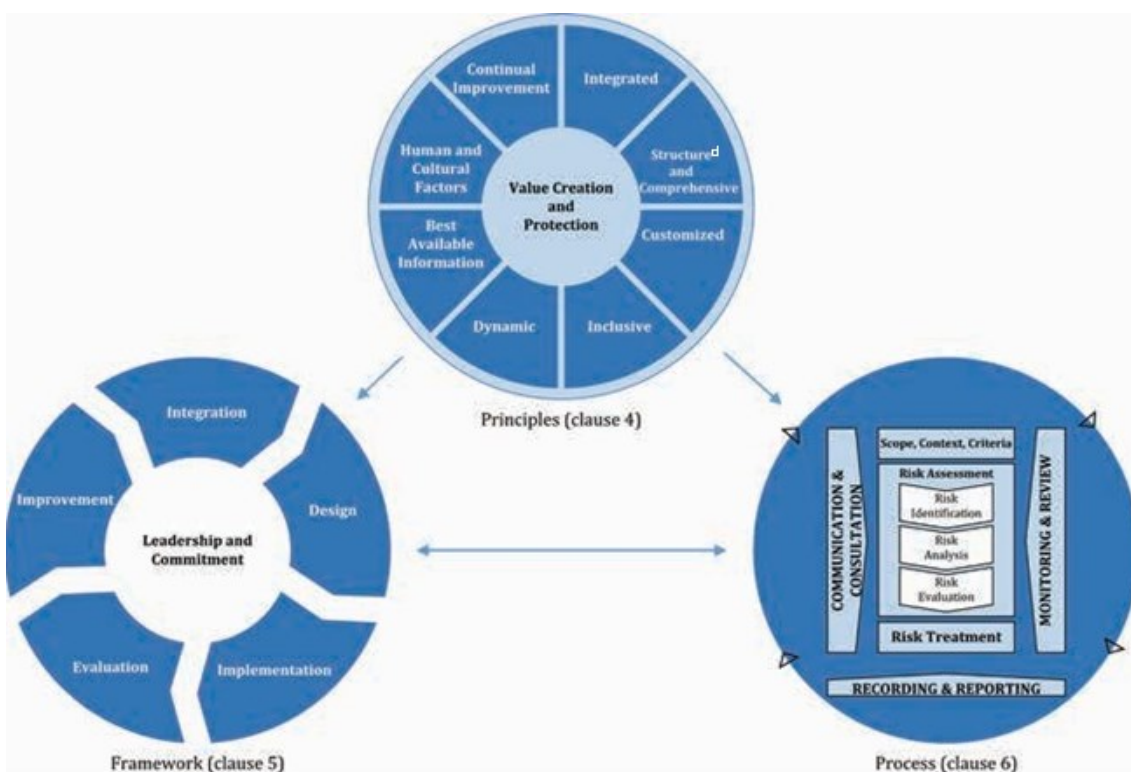 Continual
Improvement
Integrated
Human and
Cultural
Factors
Structured
and
Comprehensive
Value Creation
and
Protection
Best
Available
Information
Customized
Dynamic
Inclusive
Principles (clause 4)
Integration
Improvement
Design
Leadership and
Commitment
Evaluation
Implementation
Framework (clause 5)
Scope, Context, Criteria
Risk Assessment
Risk
Identification
Risk
Analysis
Risk
Evaluation
Risk Treatment
COMMUNICATION &
CONSULTATION
MONITORING & REVIEW
RECORDING & REPORTING
Process (clause 6)